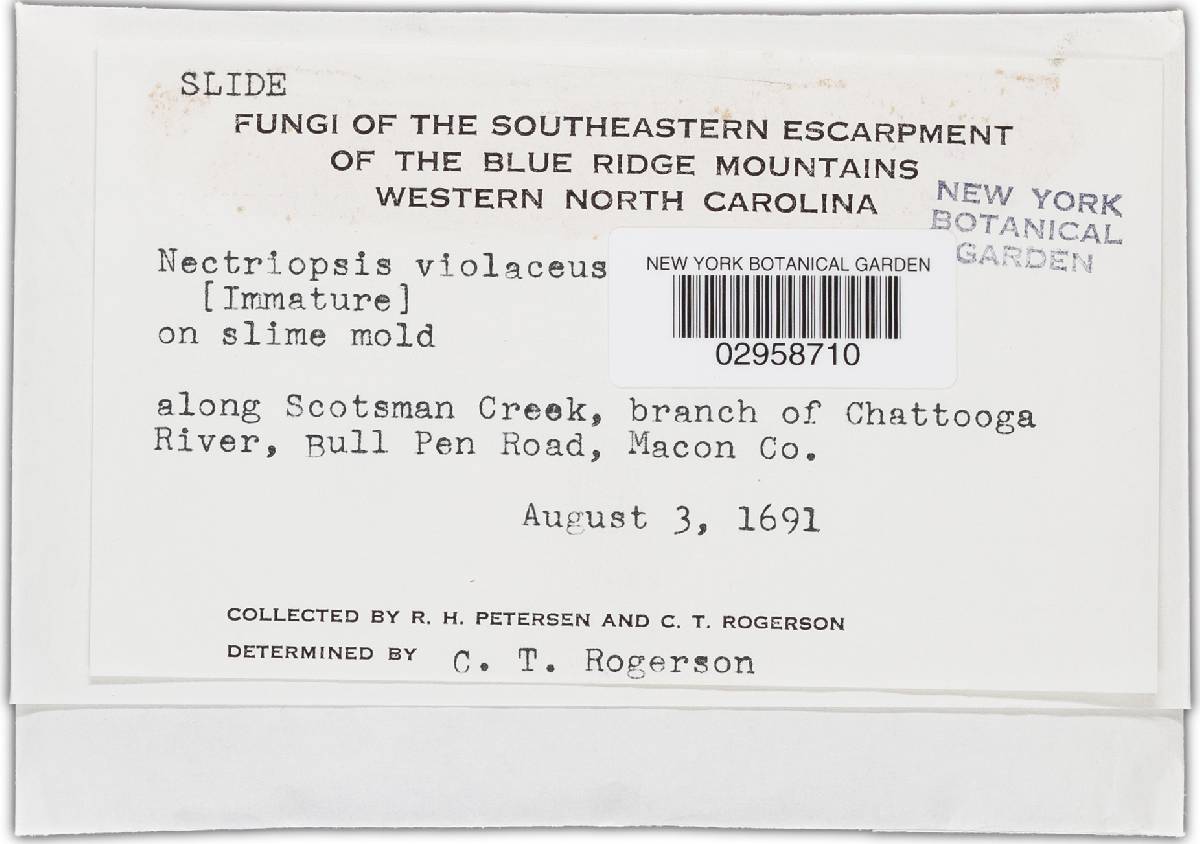 SLIDE
FUNGI OF THE SOUTHEASTERN ESCARPMENT
OF THE BLUE RIDGE MOUNTAINS
WESTERN NORTH CAROLINA
NEW YORK
BOTANICAL
GARDEN
Nectriopsis violaceus
[Immature]
on slime mold
NEW YORK BOTANICAL GARDEN
02958710
along Scotsman Creek, branch of Chattooga
River, Bull Pen Road, Macon Co.
August 3, 1691
COLLECTED BY R. H. PETERSEN AND C. T. ROGERSON
DETERMINED BY C. T. Rogerson